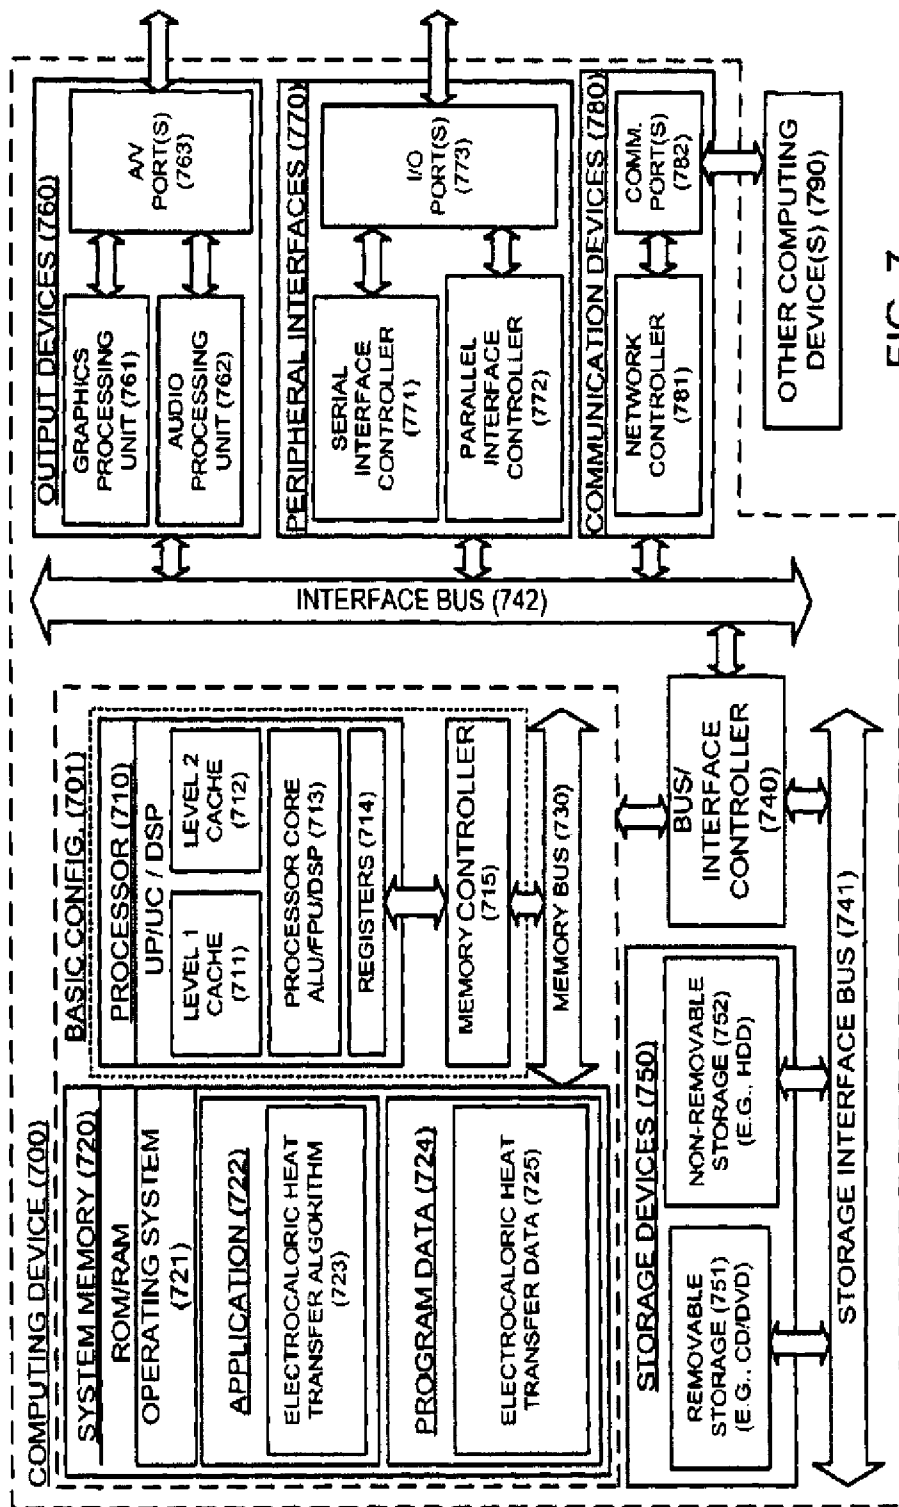 COMPUTING DEVICE (700)
BASIC CONFIG. (701)
SYSTEM MEMORY (720)
ROM/RAM
OPERATING SYSTEM
(721)
APPLICATION (722)
ELECTROCALORIC HEAT
TRANSFER ALGORITHM
(723)
PROGRAM DATA (724)
ELECTROCALORIC HEAT
TRANSFER DATA (725)
PROCESSOR (710)
UP/UC / DSP
LEVEL 1
CACHE
(711)
LEVEL 2
CACHE
(712)
PROCESSOR CORE
ALU/FPU/DSP (713)
REGISTERS (714)
MEMORY CONTROLLER
(715)
MEMORY BUS (730)
BUS/
INTERFACE
CONTROLLER
(740)
STORAGE DEVICES (750)
REMOVABLE
STORAGE (751)
(E.G., CD/DVD)
NON-REMOVABLE
STORAGE (752)
(E.G., HDD)
STORAGE INTERFACE BUS (741)
INTERFACE BUS (742)
OUTPUT DEVICES (760)
GRAPHICS
PROCESSING
UNIT (761)
AUDIO
PROCESSING
UNIT (762)
A/V
PORT(S)
(763)
PERIPHERAL INTERFACES (770)
SERIAL
INTERFACE
CONTROLLER
(771)
PARALLEL
INTERFACE
CONTROLLER
(772)
I/O
PORT(S)
(773)
COMMUNICATION DEVICES (780)
NETWORK
CONTROLLER
(781)
COMM.
PORT(S)
(782)
OTHER COMPUTING
DEVICE(S) (790)
FIG. 7